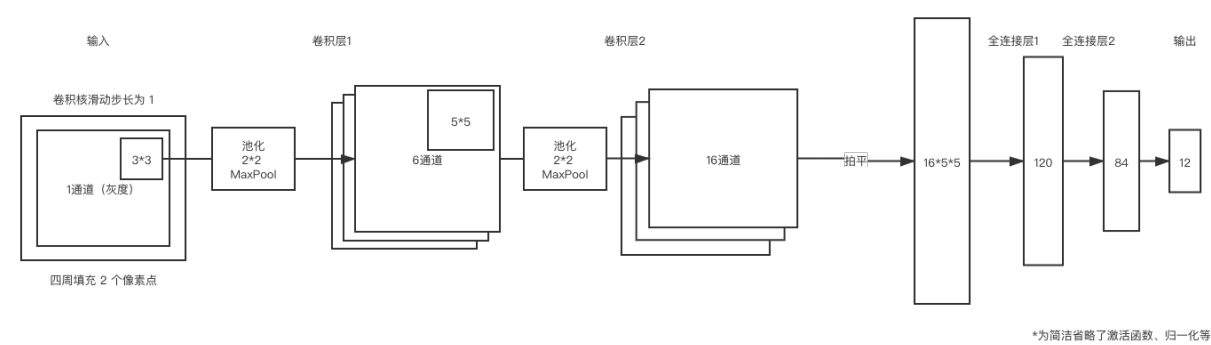 输入
卷积层1
卷积层2
全连接层1
全连接层2
输出
卷积核滑动步长为 1
3*3
1通道（灰度）
四周填充 2 个像素点
池化
2*2
MaxPool
5*5
6通道
池化
2*2
MaxPool
16通道
拍平
16*5*5
120
84
12
*为简洁省略了激活函数、归一化等